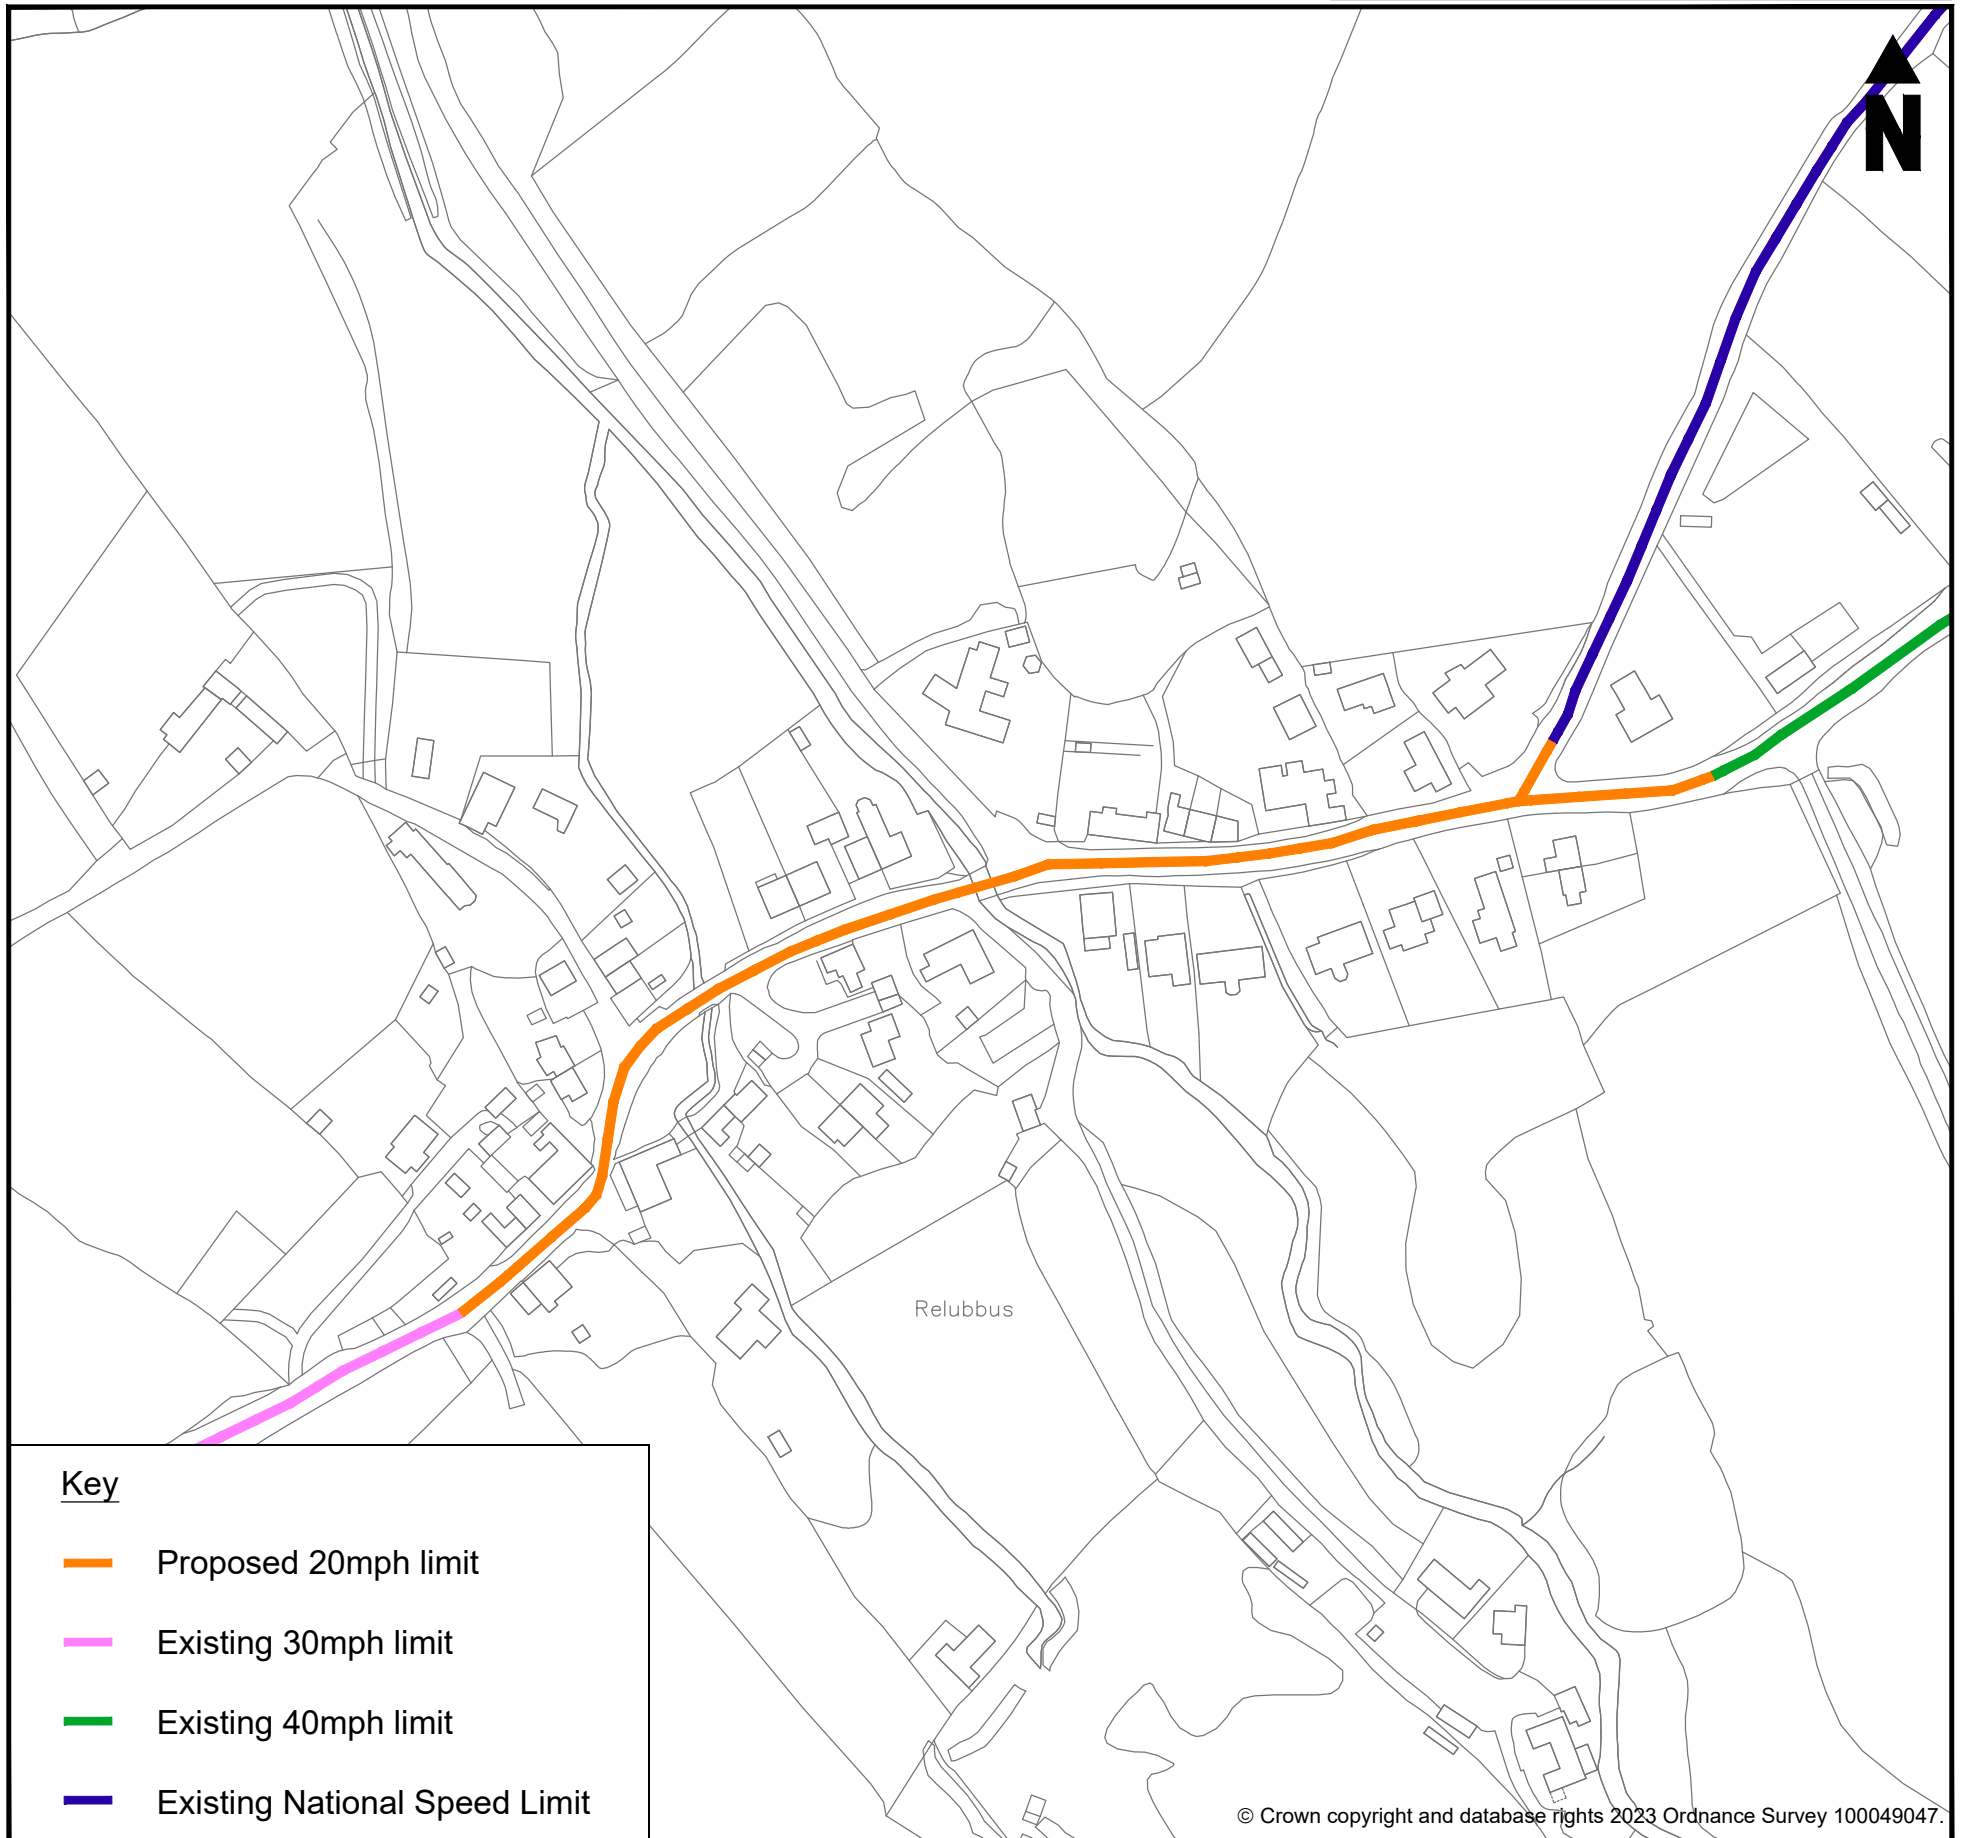 N
Relubbus
Key
Proposed 20mph limit
Existing 30mph limit
Existing 40mph limit
Existing National Speed Limit
© Crown copyright and database rights 2023 Ordnance Survey 100049047.